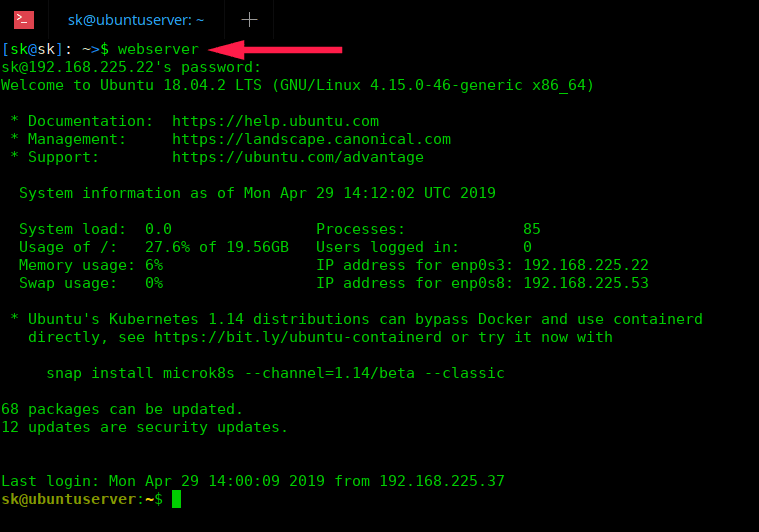 sk@ubuntuserver: ~
[sk@sk]: ~>$ webserver
sk@192.168.225.22's password:
Welcome to Ubuntu 18.04.2 LTS (GNU/Linux 4.15.0-46-generic x86_64)
* Documentation:  https://help.ubuntu.com
* Management:     https://landscape.canonical.com
* Support:        https://ubuntu.com/advantage
System information as of Mon Apr 29 14:12:02 UTC 2019
System load:  0.0                Processes:             85
Usage of /:   27.6% of 19.56GB   Users logged in:       0
Memory usage: 6%                 IP address for enp0s3: 192.168.225.22
Swap usage:   0%                 IP address for enp0s8: 192.168.225.53
* Ubuntu's Kubernetes 1.14 distributions can bypass Docker and use containerd
directly, see https://bit.ly/ubuntu-containerd or try it now with
snap install microk8s --channel=1.14/beta --classic
68 packages can be updated.
12 updates are security updates.
Last login: Mon Apr 29 14:00:09 2019 from 192.168.225.37
sk@ubuntuserver:~$